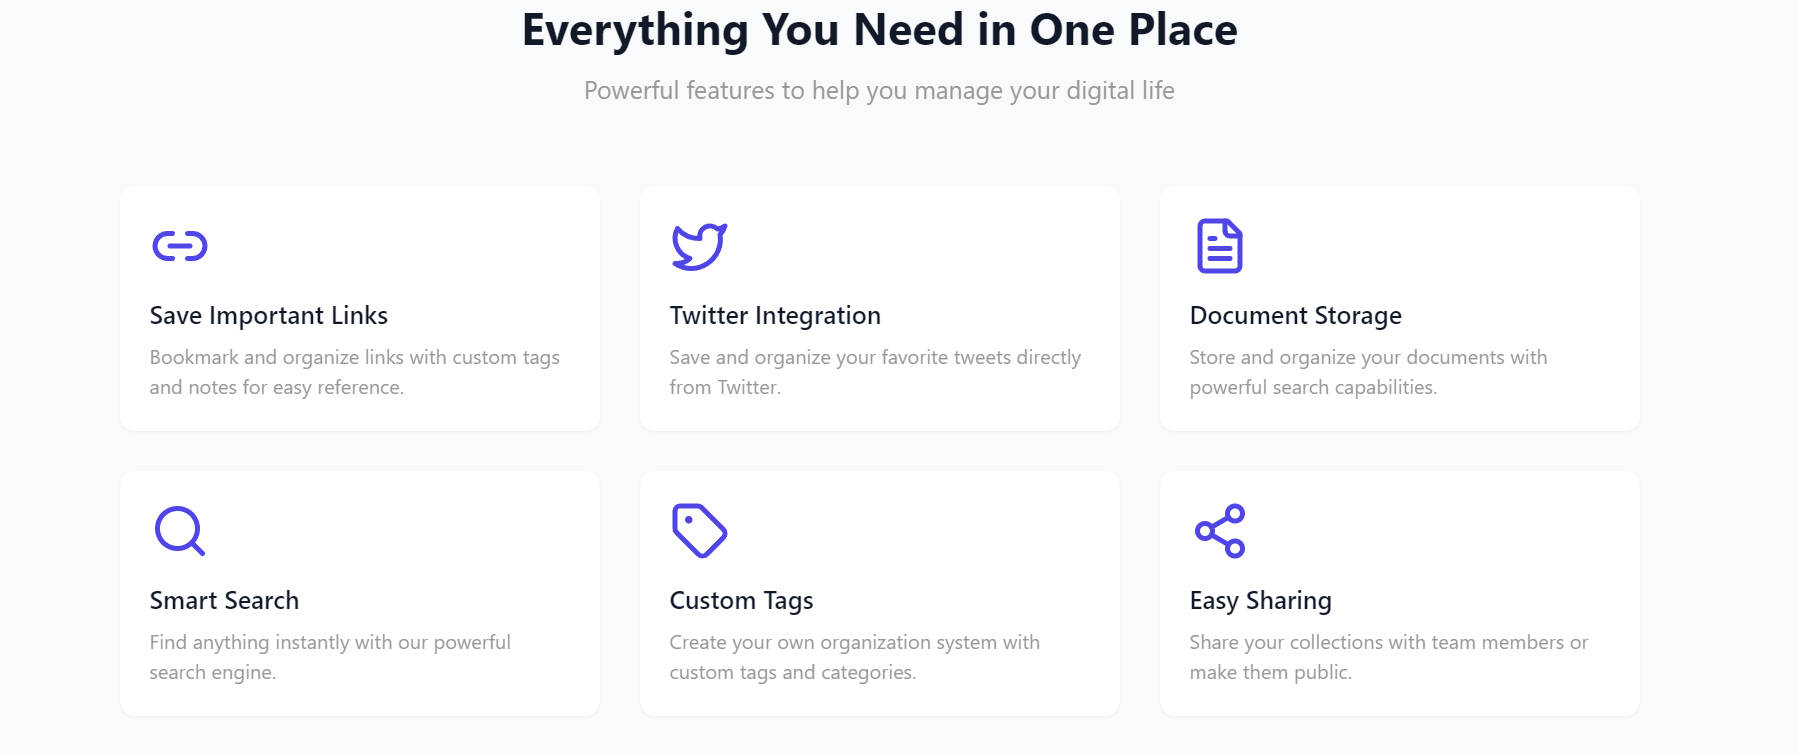 Everything You Need in One Place
Powerful features to help you manage your digital life
Save Important Links
Bookmark and organize links with custom tags
and notes for easy reference.
Twitter Integration
Save and organize your favorite tweets directly
from Twitter.
Document Storage
Store and organize your documents with
powerful search capabilities.
Smart Search
Find anything instantly with our powerful
search engine.
Custom Tags
Create your own organization system with
custom tags and categories.
Easy Sharing
Share your collections with team members or
make them public.